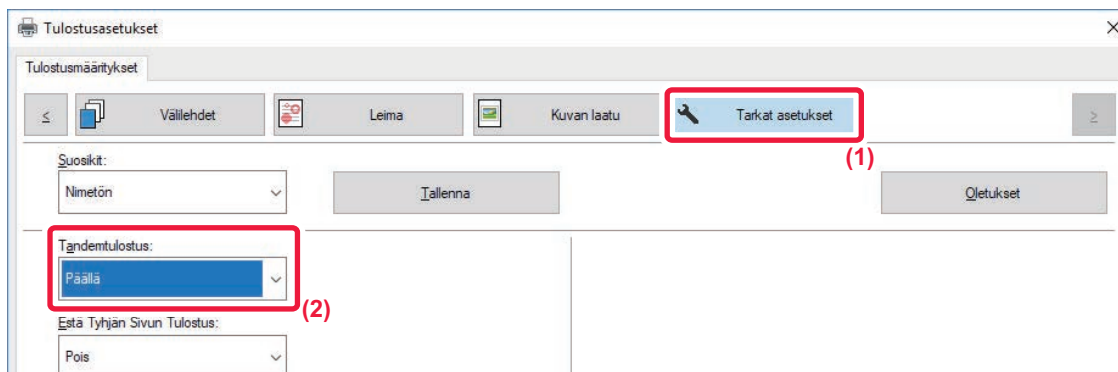 Tulostusasetukset
Tulostusmääritykset
< Välilehdet Leima Kuvan laatu Tarkat asetukset >
(1)
Suosikit:
Nimetön Tallenna Oletukset
Tandemtulostus:
Päällä
(2)
Estä Tyhjän Sivun Tulostus:
Pois